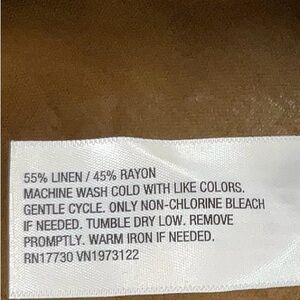 55% LINEN / 45% RAYON
MACHINE WASH COLD WITH LIKE COLORS.
GENTLE CYCLE. ONLY NON-CHLORINE BLEACH
IF NEEDED. TUMBLE DRY LOW. REMOVE
PROMPTLY. WARM IRON IF NEEDED.
RN17730 VN1973122